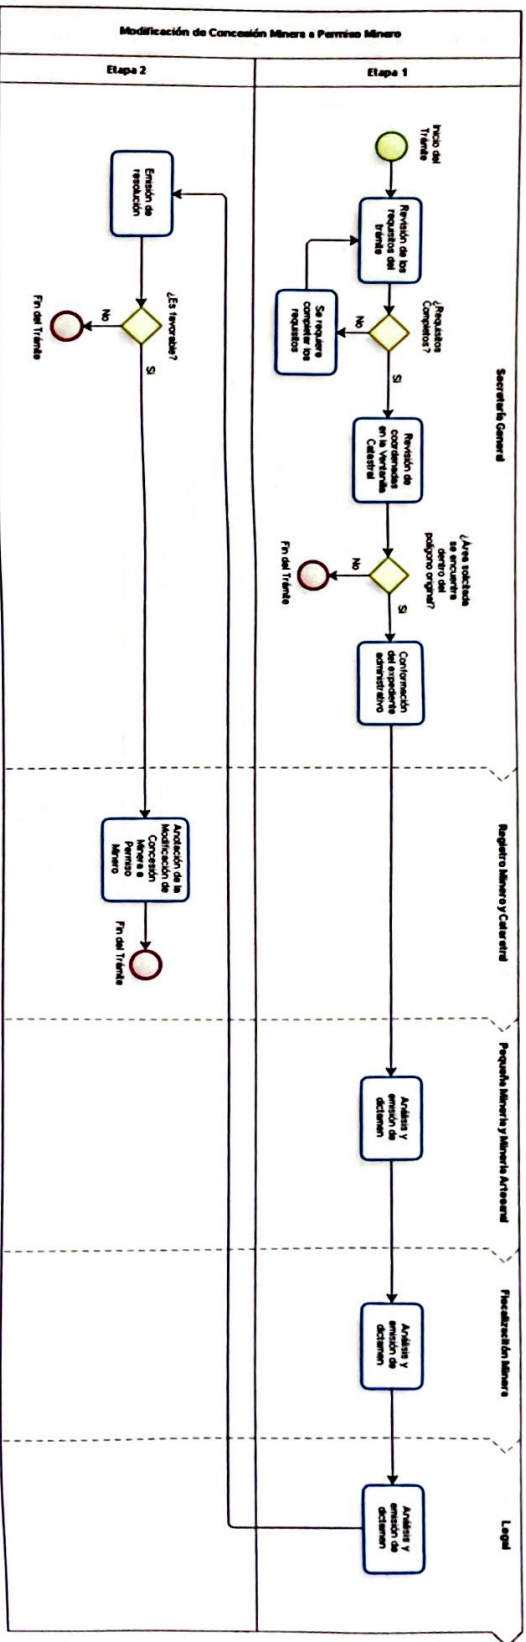 Modificación de Concesión Minera a Permiso Minero
Etapa 1
Etapa 2
Secretaría General
Registro Minero y Catastral
Pequeña Minería y Minería Artesanal
Fiscalización Minera
Legal
Inicio del
Trámite
Revisión de los
requisitos del
trámite
¿Requisitos
Completos?
No
Se requiere
completar los
requisitos
Si
Revisión de
coordenadas
en la Ventanilla
Catastral
¿Área solicitada
se encuentra
dentro del
polígono original?
No
Fin del Trámite
Si
Conformación
del expediente
administrativo
Análisis y
emisión de
dictamen
Análisis y
emisión de
dictamen
Análisis y
emisión de
dictamen
Emisión de
resolución
¿Es favorable?
No
Fin del Trámite
Si
Anotación de la
Modificación de
Concesión
Minera a
Permiso
Minero
Fin del Trámite